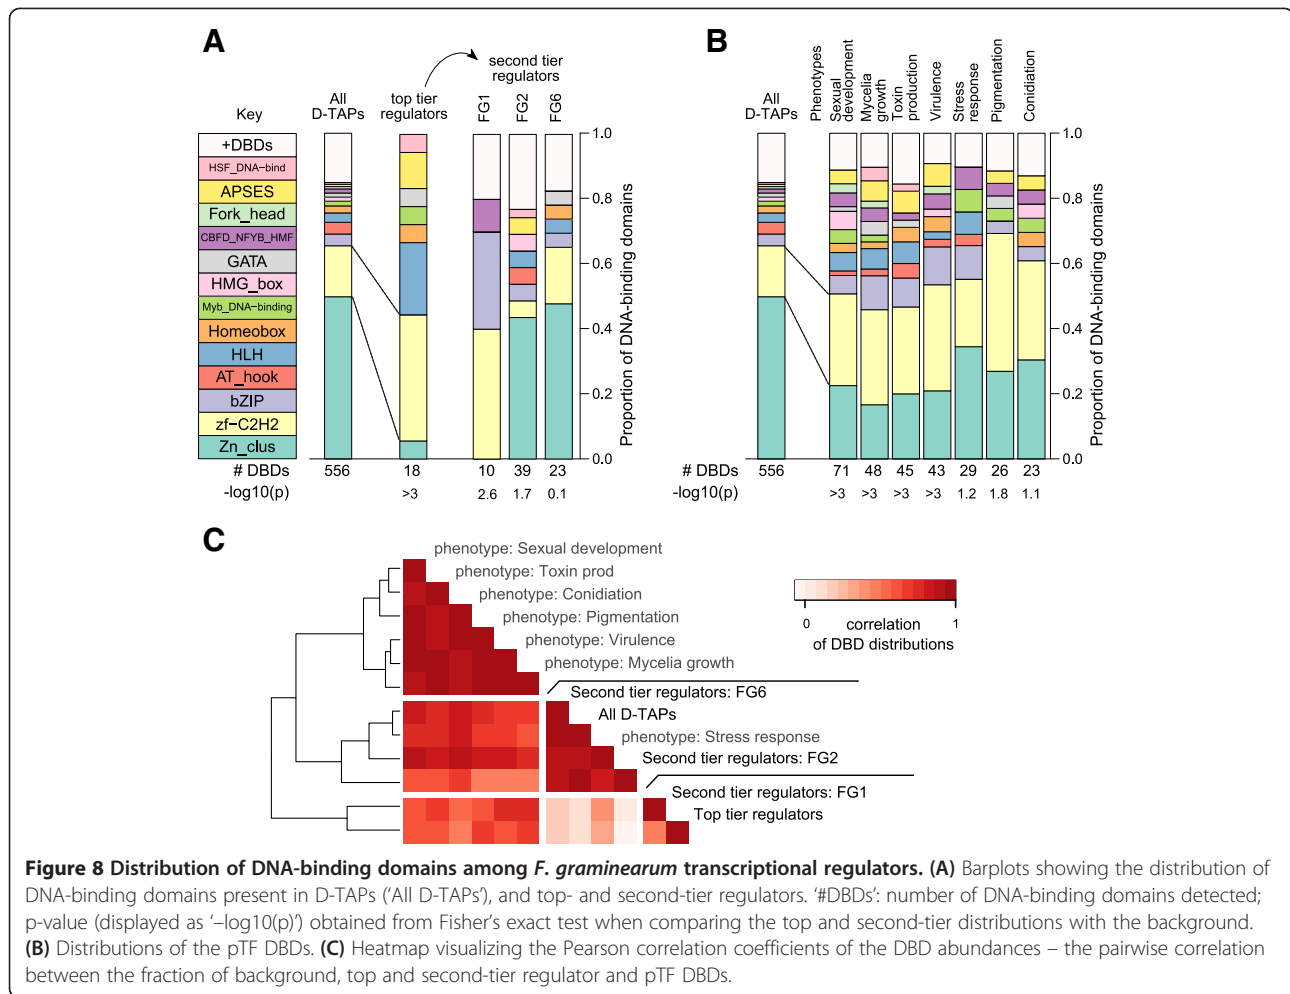 A
top tier
regulators
second tier
regulators
Key
All
D-TAPs
FG1
FG2
FG6
+DBDs
HSF_DNA−bind
APSES
Fork_head
CBFD_NFYB_HMF
GATA
HMG_box
Myb_DNA−binding
Homeobox
HLH
AT_hook
bZIP
zf−C2H2
Zn_clus
1.0
0.8
0.6
0.4
0.2
0.0
Proportion of DNA-binding domains
# DBDs 556 18 10 39 23
-log10(p) >3 2.6 1.7 0.1
B
All
D-TAPs
Phenotypes
Sexual
development
Mycelia
growth
Toxin
production
Virulence
Stress
response
Pigmentation
Conidiation
1.0
0.8
0.6
0.4
0.2
0.0
Proportion of DNA-binding domains
# DBDs 556 71 48 45 43 29 26 23
-log10(p) >3 >3 >3 >3 1.2 1.8 1.1
C
phenotype: Sexual development
phenotype: Toxin prod
phenotype: Conidiation
phenotype: Pigmentation
phenotype: Virulence
phenotype: Mycelia growth
Second tier regulators: FG6
All D-TAPs
phenotype: Stress response
Second tier regulators: FG2
Second tier regulators: FG1
Top tier regulators
0 1
correlation
of DBD distributions
Figure 8 Distribution of DNA-binding domains among F. graminearum transcriptional regulators. (A) Barplots showing the distribution of
DNA-binding domains present in D-TAPs (‘All D-TAPs’), and top- and second-tier regulators. ‘#DBDs’: number of DNA-binding domains detected;
p-value (displayed as ‘–log10(p)’) obtained from Fisher’s exact test when comparing the top and second-tier distributions with the background.
(B) Distributions of the pTF DBDs. (C) Heatmap visualizing the Pearson correlation coefficients of the DBD abundances – the pairwise correlation
between the fraction of background, top and second-tier regulator and pTF DBDs.